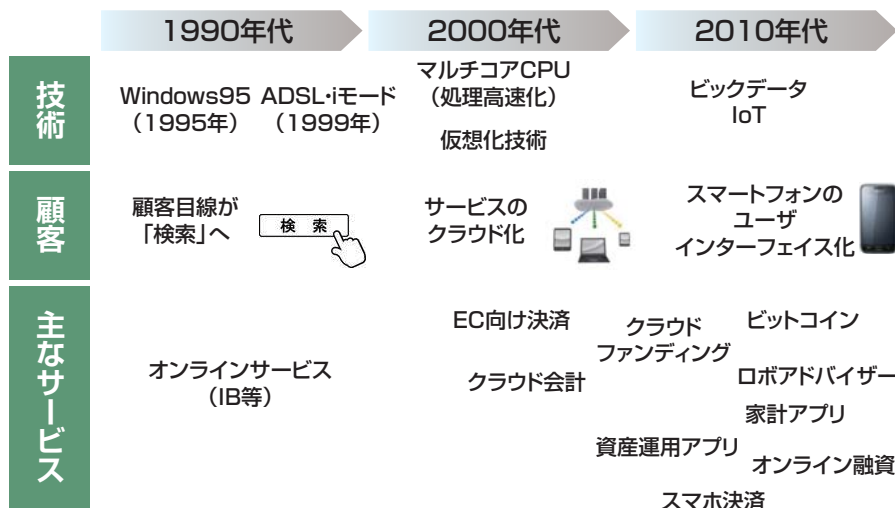 1990年代
2000年代
2010年代
技術
Windows95
（1995年）
ADSL・iモード
（1999年）
マルチコアCPU
（処理高速化）
仮想化技術
ビックデータ
IoT
顧客
顧客目線が
「検索」へ
検 索
サービスの
クラウド化
スマートフォンの
ユーザ
インターフェイス化
主なサービス
オンラインサービス
（IB等）
EC向け決済
クラウド会計
クラウド
ファンディング
ビットコイン
ロボアドバイザー
家計アプリ
資産運用アプリ
オンライン融資
スマホ決済